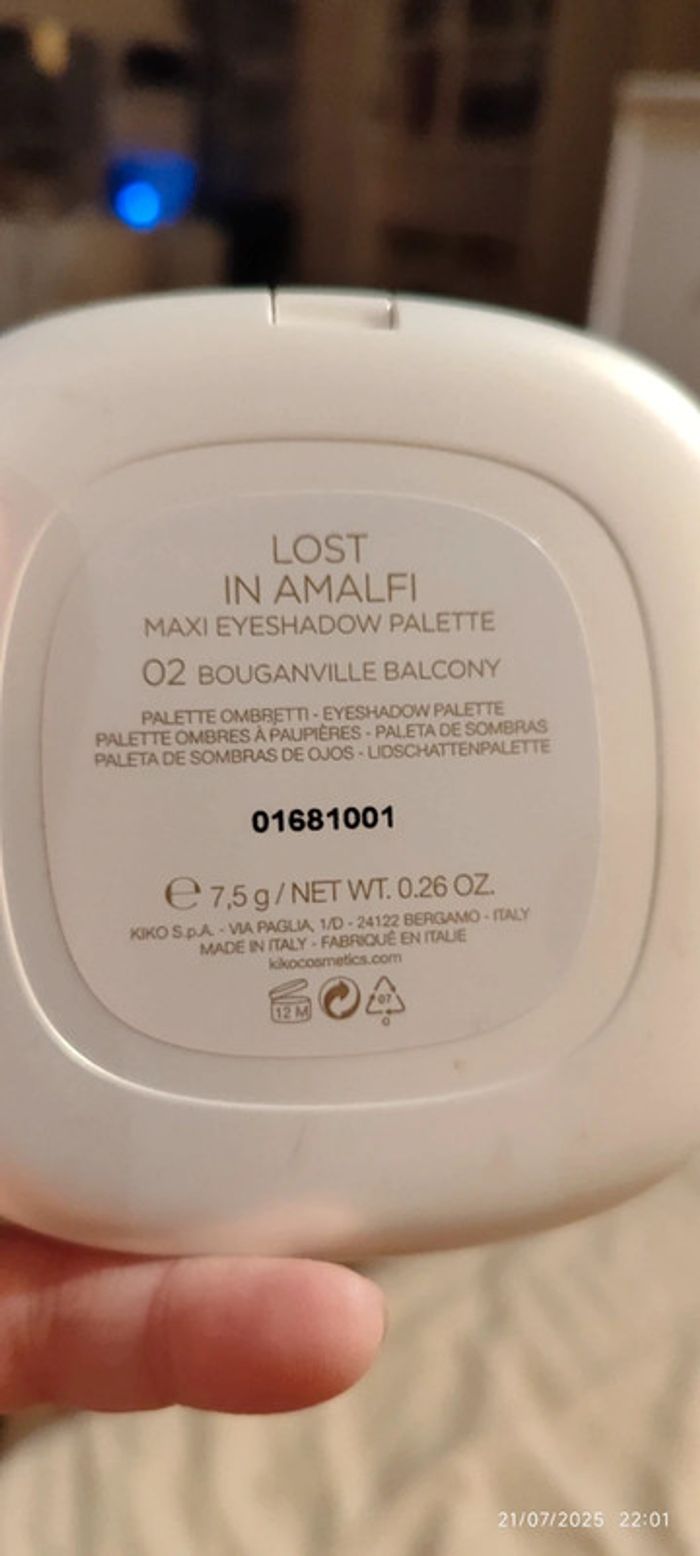 LOST
IN AMALFI
MAXI EYESHADOW PALETTE
02 BOUGANVILLE BALCONY
PALETTE OMBRETTI - EYESHADOW PALETTE
PALETTE OMBRES À PAUPIÈRES - PALETA DE SOMBRAS
PALETA DE SOMBRAS DE OJOS - LIDSCHATTENPALETTE
01681001
℮ 7,5 g / NET WT. 0.26 OZ.
KIKO S.p.A. - VIA PAGLIA, 1/D - 24122 BERGAMO - ITALY
MADE IN ITALY - FABRIQUÉ EN ITALIE
kikocosmetics.com
12 M
07
O
21/07/2025 22:01